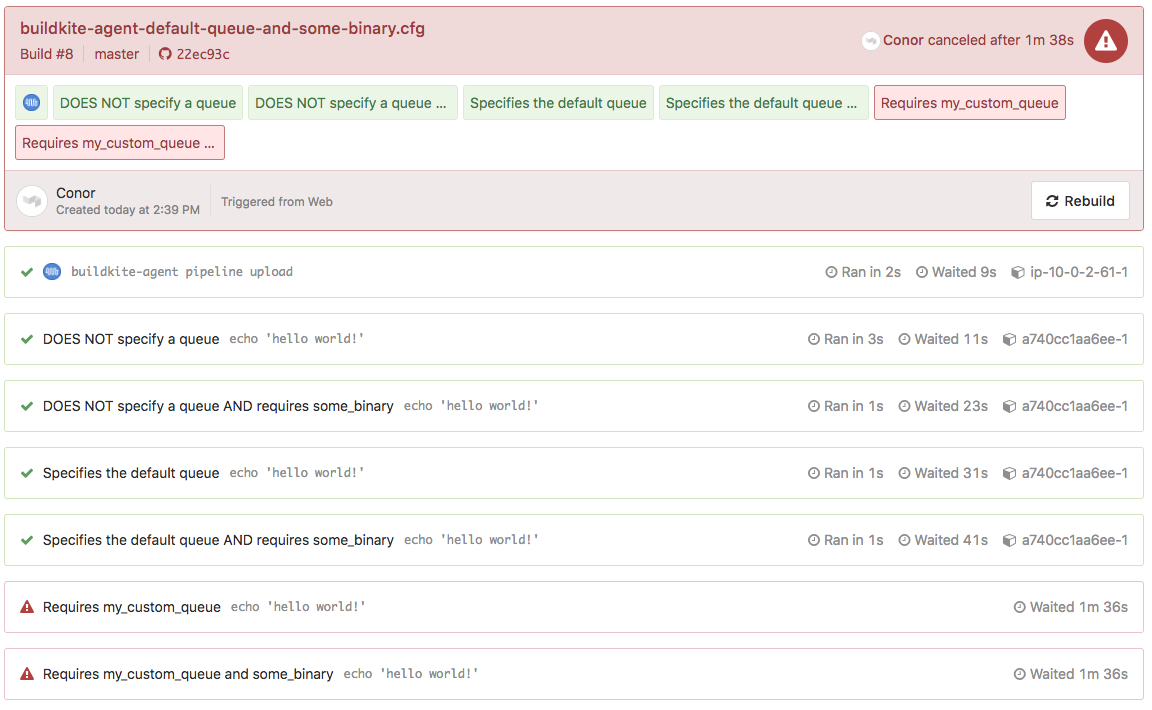 buildkite-agent-default-queue-and-some-binary.cfg
Build #8 master 22ec93c
Conor canceled after 1m 38s
DOES NOT specify a queue DOES NOT specify a queue ... Specifies the default queue Specifies the default queue ... Requires my_custom_queue
Requires my_custom_queue ...
Conor
Created today at 2:39 PM
Triggered from Web
Rebuild
buildkite-agent pipeline upload Ran in 2s Waited 9s ip-10-0-2-61-1
DOES NOT specify a queue echo 'hello world!' Ran in 3s Waited 11s a740cc1aa6ee-1
DOES NOT specify a queue AND requires some_binary echo 'hello world!' Ran in 1s Waited 23s a740cc1aa6ee-1
Specifies the default queue echo 'hello world!' Ran in 1s Waited 31s a740cc1aa6ee-1
Specifies the default queue AND requires some_binary echo 'hello world!' Ran in 1s Waited 41s a740cc1aa6ee-1
Requires my_custom_queue echo 'hello world!' Waited 1m 36s
Requires my_custom_queue and some_binary echo 'hello world!' Waited 1m 36s